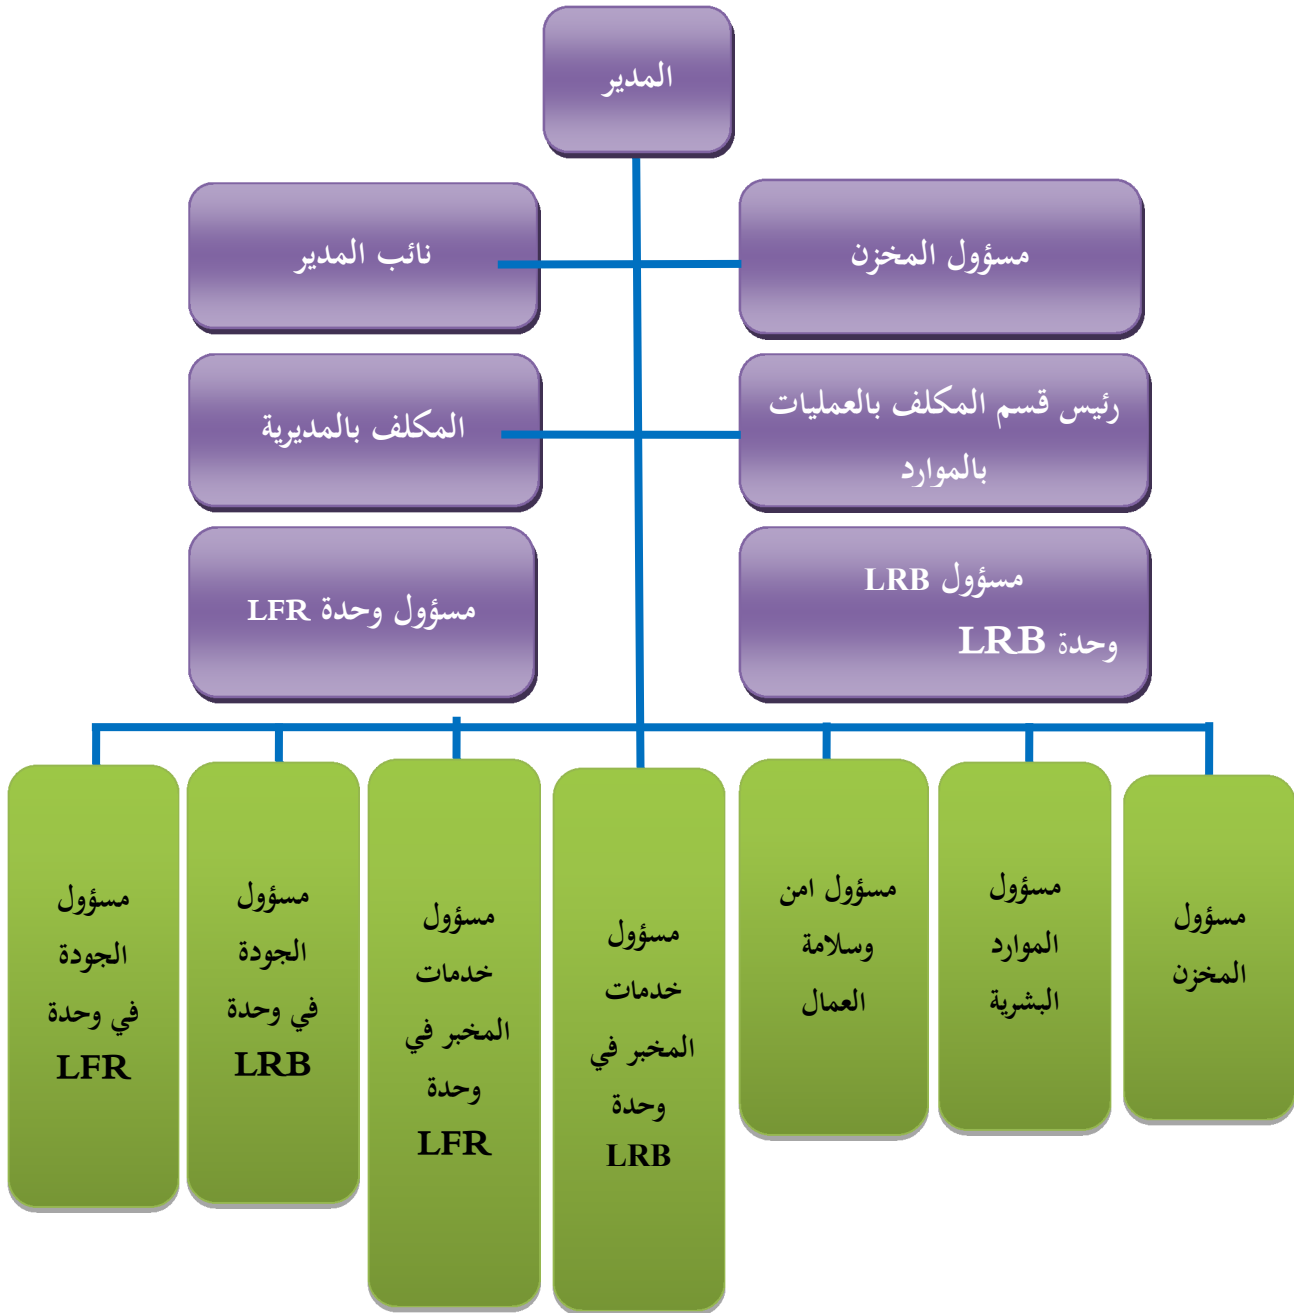 المدير
مسؤول المخزن
نائب المدير
رئيس قسم المكلف بالعمليات
بالموارد
المكلف بالمديرية
مسؤول LRB
وحدة LRB
مسؤول وحدة LFR
مسؤول
المخزن
مسؤول
الموارد
البشرية
مسؤول امن
وسلامة
العمال
مسؤول
خدمات
المخبر في
وحدة
LRB
مسؤول
خدمات
المخبر في
وحدة
LFR
مسؤول
الجودة
في وحدة
LRB
مسؤول
الجودة
في وحدة
LFR